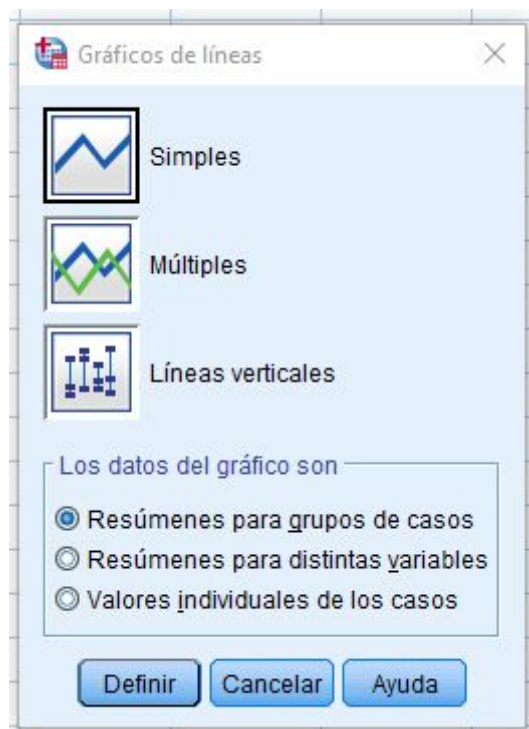 Gráficos de líneas
Simples
Múltiples
Líneas verticales
Los datos del gráfico son
Resúmenes para grupos de casos
Resúmenes para distintas variables
Valores individuales de los casos
Definir Cancelar Ayuda